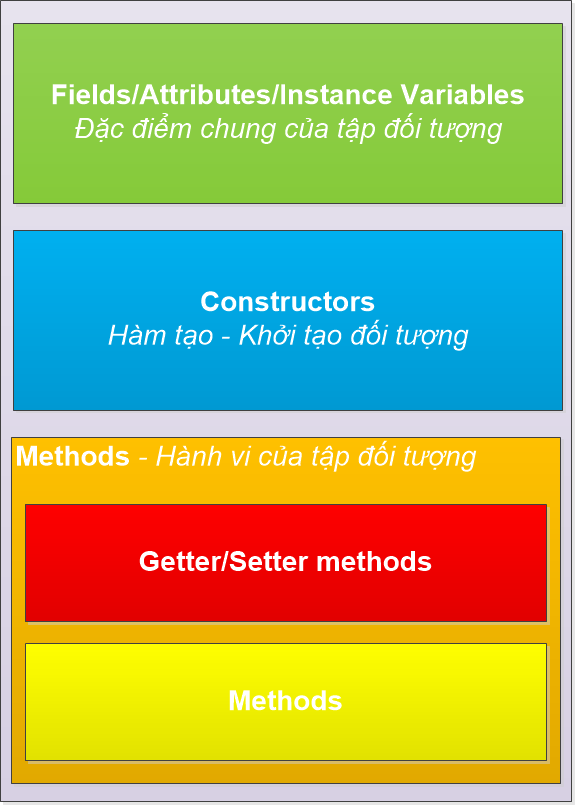 Fields/Attributes/Instance Variables
Đặc điểm chung của tập đối tượng
Constructors
Hàm tạo - Khởi tạo đối tượng
Methods - Hành vi của tập đối tượng
Getter/Setter methods
Methods